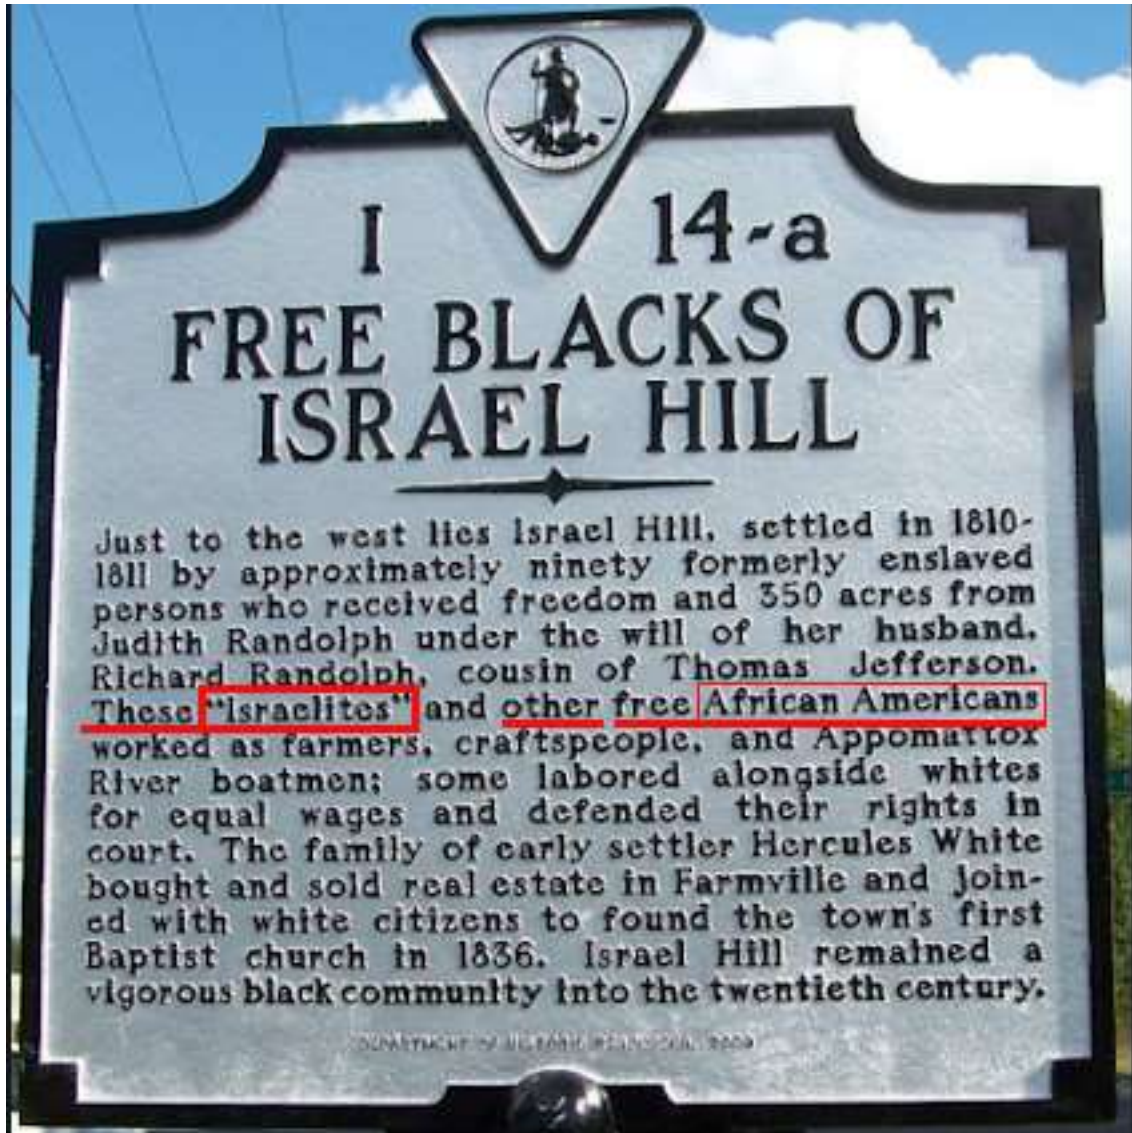 I 14-a
FREE BLACKS OF
ISRAEL HILL
Just to the west lies Israel Hill, settled in 1810-
1811 by approximately ninety formerly enslaved
persons who received freedom and 350 acres from
Judith Randolph under the will of her husband,
Richard Randolph, cousin of Thomas Jefferson.
These "Israelites" and other free African Americans
worked as farmers, craftspeople, and Appomattox
River boatmen; some labored alongside whites
for equal wages and defended their rights in
court. The family of early settler Hercules White
bought and sold real estate in Farmville and join-
ed with white citizens to found the town's first
Baptist church in 1836. Israel Hill remained a
vigorous black community into the twentieth century.
DEPARTMENT OF HISTORIC RESOURCES, 2000